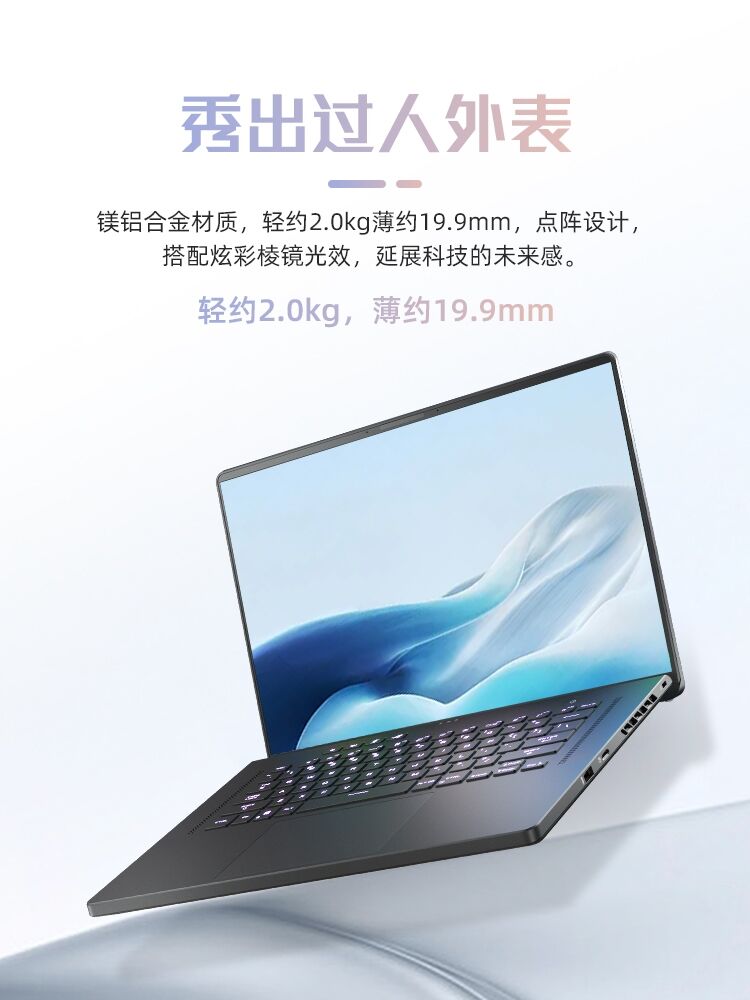 秀出过人外表
镁铝合金材质，轻约2.0kg薄约19.9mm，点阵设计，
搭配炫彩棱镜光效，延展科技的未来感。
轻约2.0kg，薄约19.9mm